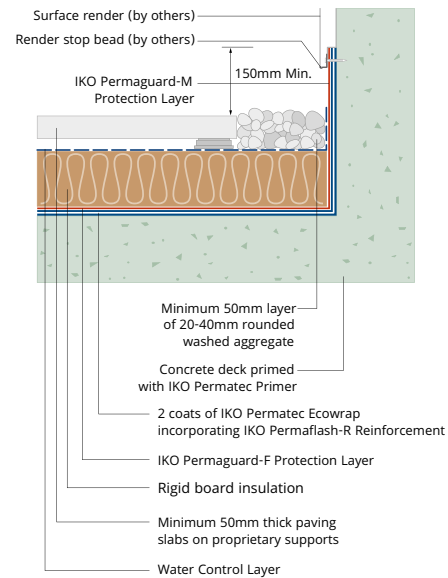 Surface render (by others)
Render stop bead (by others)
IKO Permaguard-M
Protection Layer
150mm Min.
Minimum 50mm layer
of 20-40mm rounded
washed aggregate
Concrete deck primed
with IKO Permatec Primer
2 coats of IKO Permatec Ecowrap
incorporating IKO Permaflash-R Reinforcement
IKO Permaguard-F Protection Layer
Rigid board insulation
Minimum 50mm thick paving
slabs on proprietary supports
Water Control Layer